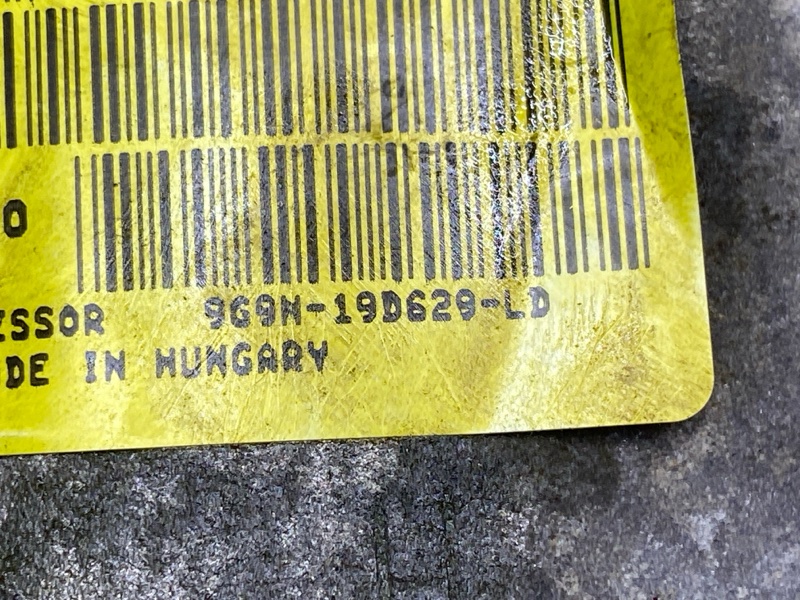 0
ESSOR 9G9N-19D629-LD
DE IN HUNGARY